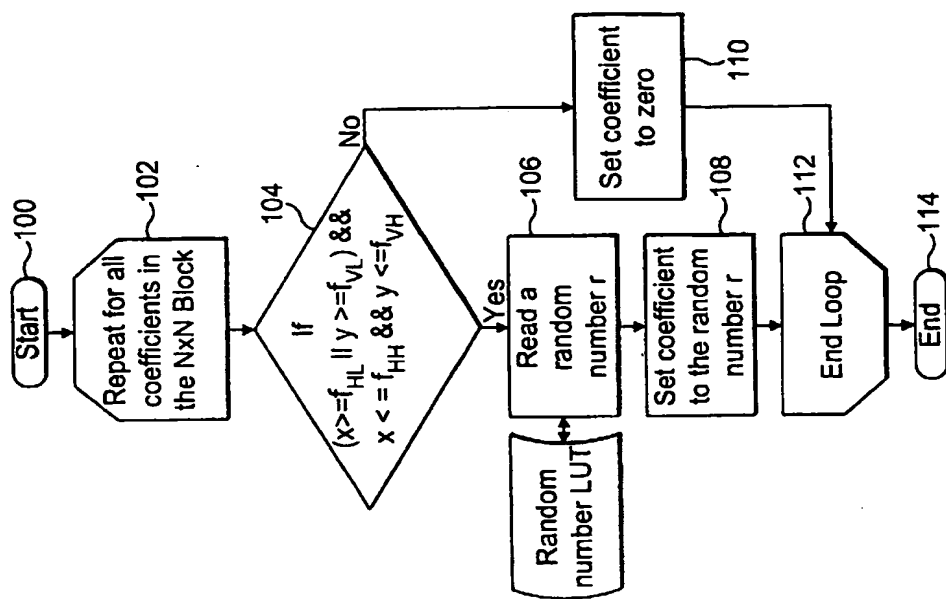 Start
100
Repeat for all
coefficients in
the NxN Block
102
If
(x>=fHL || y >=fVL) &&
x < = fHH && y <=fVH
104
No
Yes
Set coefficient
to zero
110
Random
number LUT
Read a
random
number r
106
Set coefficient
to the random
number r
108
End Loop
112
End
114